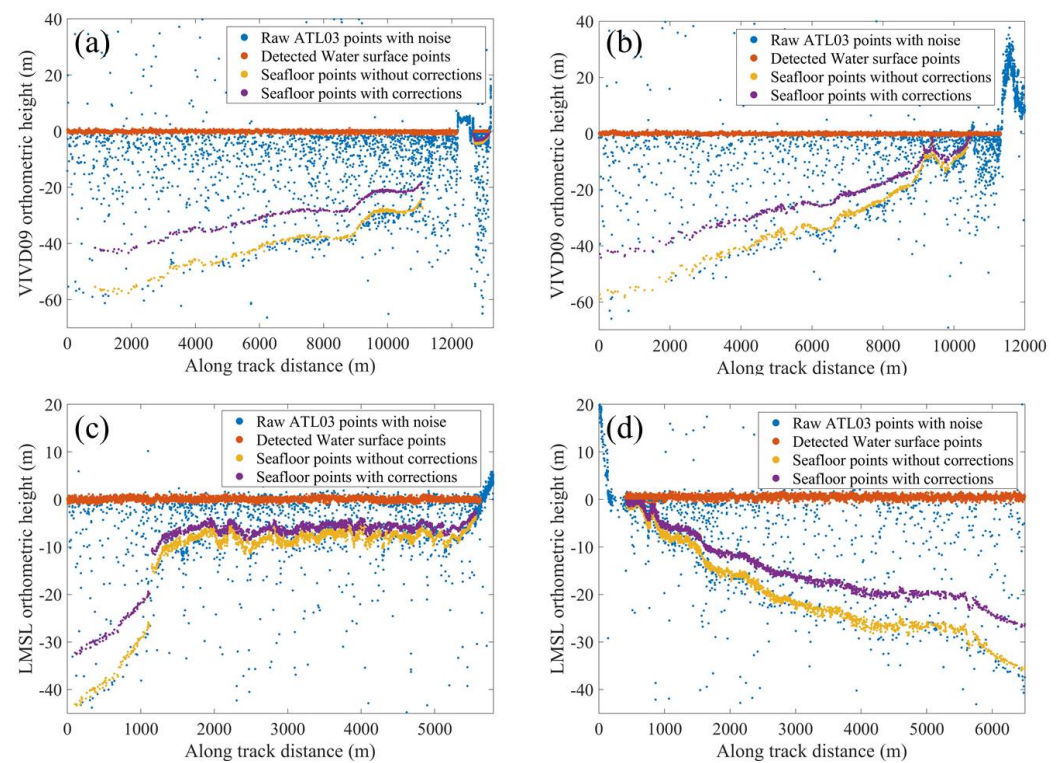 (a)
Raw ATL03 points with noise
Detected Water surface points
Seafloor points without corrections
Seafloor points with corrections
VIVD09 orthometric height (m)
40
20
0
-20
-40
-60
0 2000 4000 6000 8000 10000 12000
Along track distance (m)
(b)
Raw ATL03 points with noise
Detected Water surface points
Seafloor points without corrections
Seafloor points with corrections
VIVD09 orthometric height (m)
40
20
0
-20
-40
-60
0 2000 4000 6000 8000 10000 12000
Along track distance (m)
(c)
Raw ATL03 points with noise
Detected Water surface points
Seafloor points without corrections
Seafloor points with corrections
LMSL orthometric height (m)
20
10
0
-10
-20
-30
-40
0 1000 2000 3000 4000 5000
Along track distance (m)
(d)
Raw ATL03 points with noise
Detected Water surface points
Seafloor points without corrections
Seafloor points with corrections
LMSL orthometric height (m)
20
10
0
-10
-20
-30
-40
0 1000 2000 3000 4000 5000 6000
Along track distance (m)